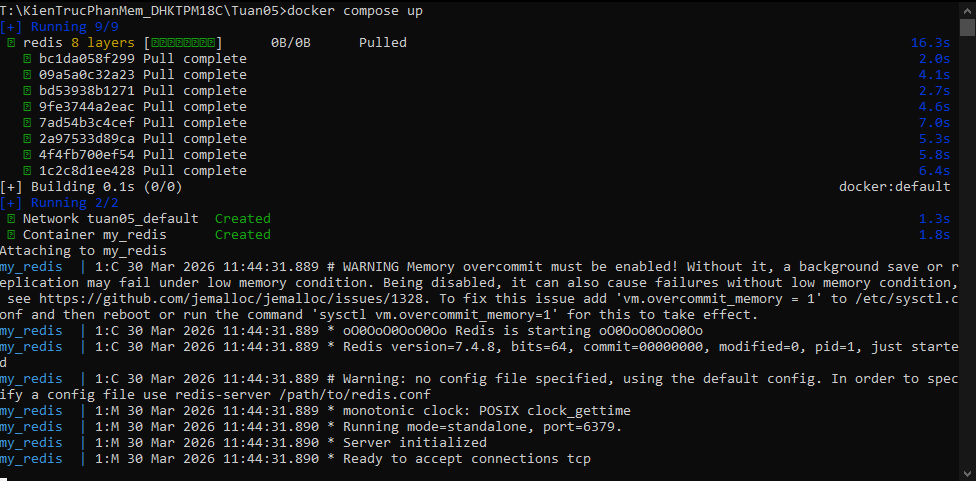 T:\KienTrucPhanMem_DHKTPM18C\Tuan05>docker compose up
[+] Running 9/9
redis 8 layers [] 0B/0B Pulled 16.3s
bc1da058f299 Pull complete 2.0s
09a5a0c32a23 Pull complete 4.1s
bd53938b1271 Pull complete 2.7s
9fe3744a2eac Pull complete 4.6s
7ad54b3c4cef Pull complete 7.0s
2a97533d89ca Pull complete 5.3s
4f4fb700ef54 Pull complete 5.8s
1c2c8d1ee428 Pull complete 6.4s
[+] Building 0.1s (0/0) docker:default
[+] Running 2/2
Network tuan05_default Created 1.3s
Container my_redis Created 1.8s
Attaching to my_redis
my_redis | 1:C 30 Mar 2026 11:44:31.889 # WARNING Memory overcommit must be enabled! Without it, a background save or r
eplication may fail under low memory condition. Being disabled, it can also cause failures without low memory condition,
see https://github.com/jemalloc/jemalloc/issues/1328. To fix this issue add 'vm.overcommit_memory = 1' to /etc/sysctl.c
onf and then reboot or run the command 'sysctl vm.overcommit_memory=1' for this to take effect.
my_redis | 1:C 30 Mar 2026 11:44:31.889 * oO0OoO0OoO0Oo Redis is starting oO0OoO0OoO0Oo
my_redis | 1:C 30 Mar 2026 11:44:31.889 * Redis version=7.4.8, bits=64, commit=00000000, modified=0, pid=1, just starte
d
my_redis | 1:C 30 Mar 2026 11:44:31.889 # Warning: no config file specified, using the default config. In order to spec
ify a config file use redis-server /path/to/redis.conf
my_redis | 1:M 30 Mar 2026 11:44:31.889 * monotonic clock: POSIX clock_gettime
my_redis | 1:M 30 Mar 2026 11:44:31.890 * Running mode=standalone, port=6379.
my_redis | 1:M 30 Mar 2026 11:44:31.890 * Server initialized
my_redis | 1:M 30 Mar 2026 11:44:31.890 * Ready to accept connections tcp